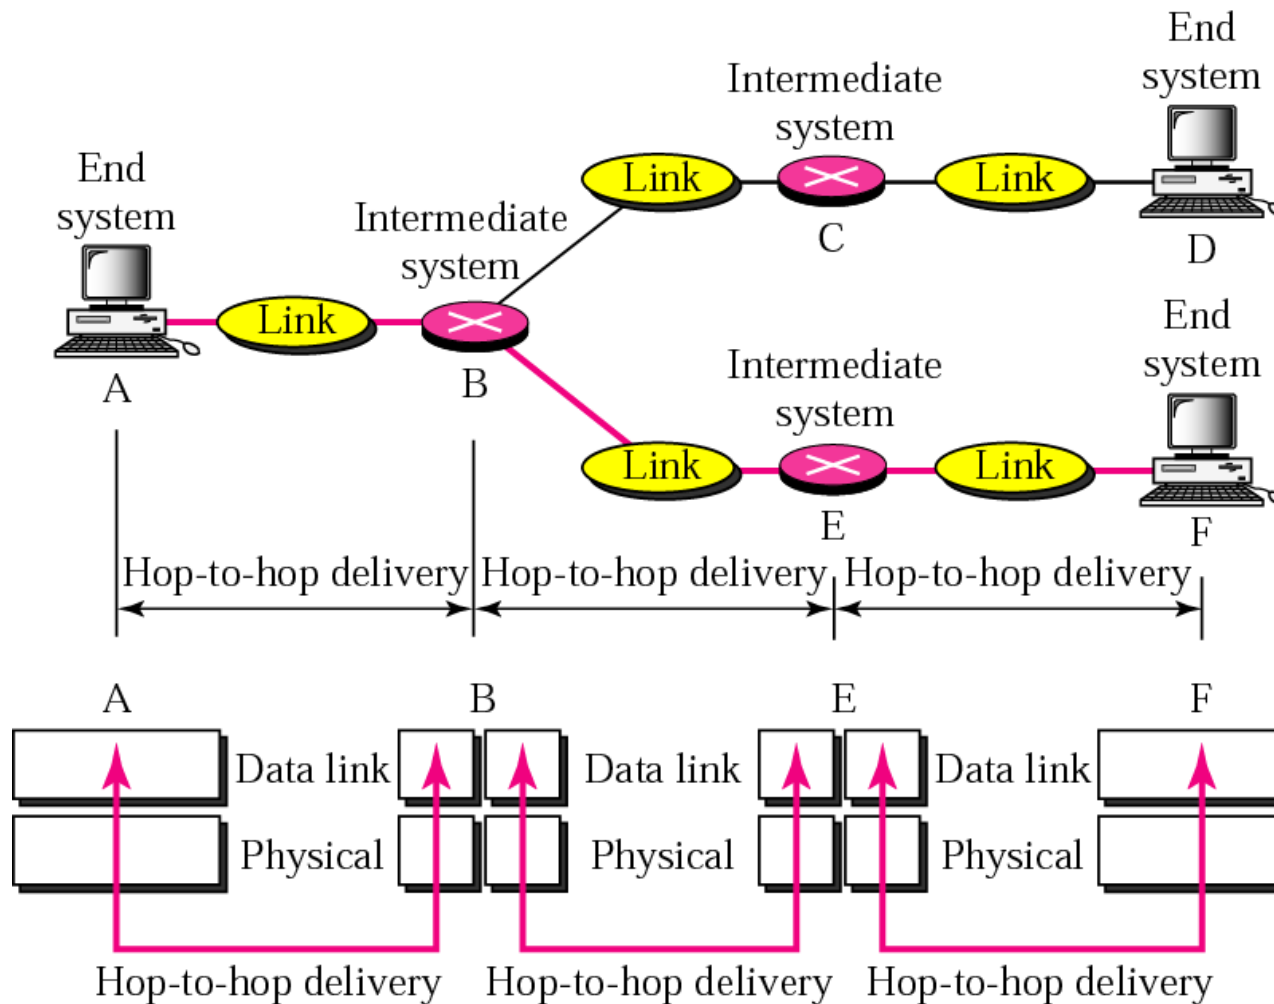 End
system
Intermediate
system
End
system
Link
Link
C
D
Intermediate
system
Link
A
B
Intermediate
system
End
system
Link
Link
E
F
Hop-to-hop delivery
Hop-to-hop delivery
Hop-to-hop delivery
A
B
E
F
Data link
Data link
Data link
Physical
Physical
Physical
Hop-to-hop delivery
Hop-to-hop delivery
Hop-to-hop delivery